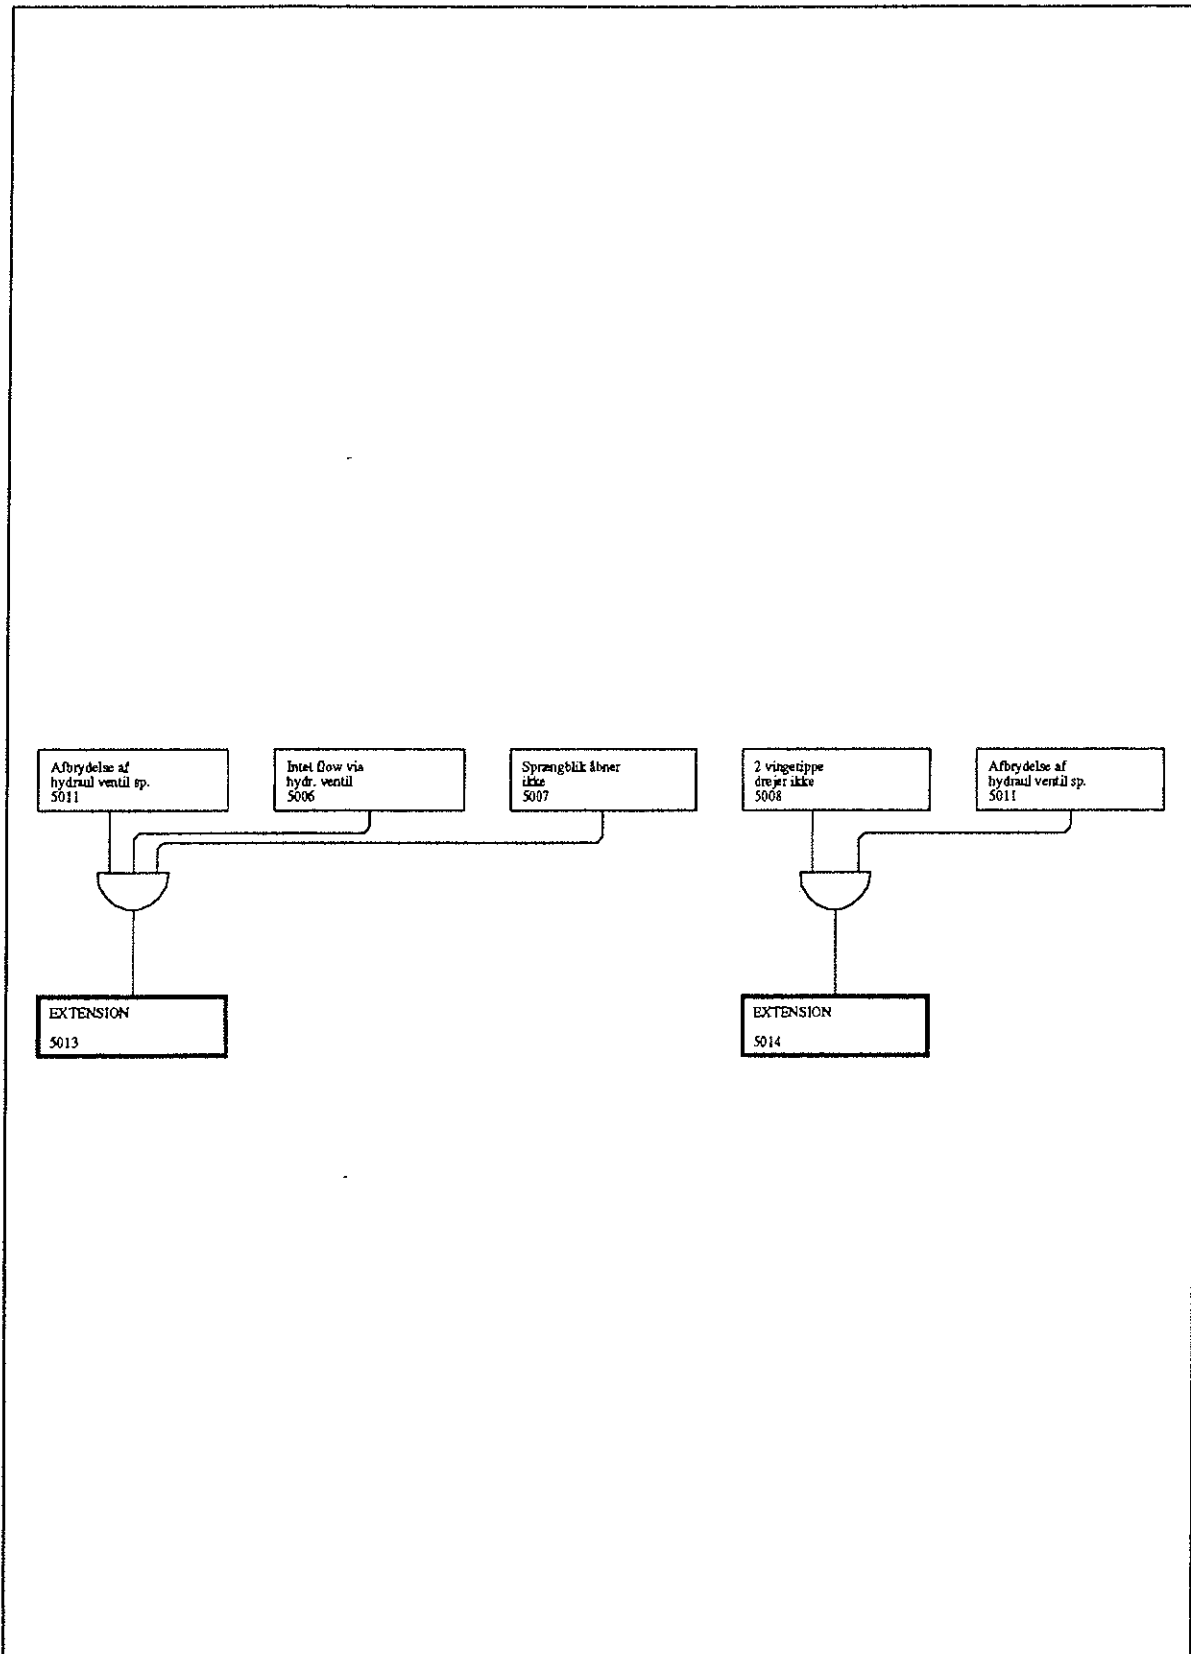 Afbrydelse af
hydraul ventil sp.
5011
Intet flow via
hydr. ventil
5006
Sprængblik åbner
ikke
5007
2 vingetippe
drejer ikke
5008
Afbrydelse af
hydraul ventil sp.
5011
EXTENSION
5013
EXTENSION
5014